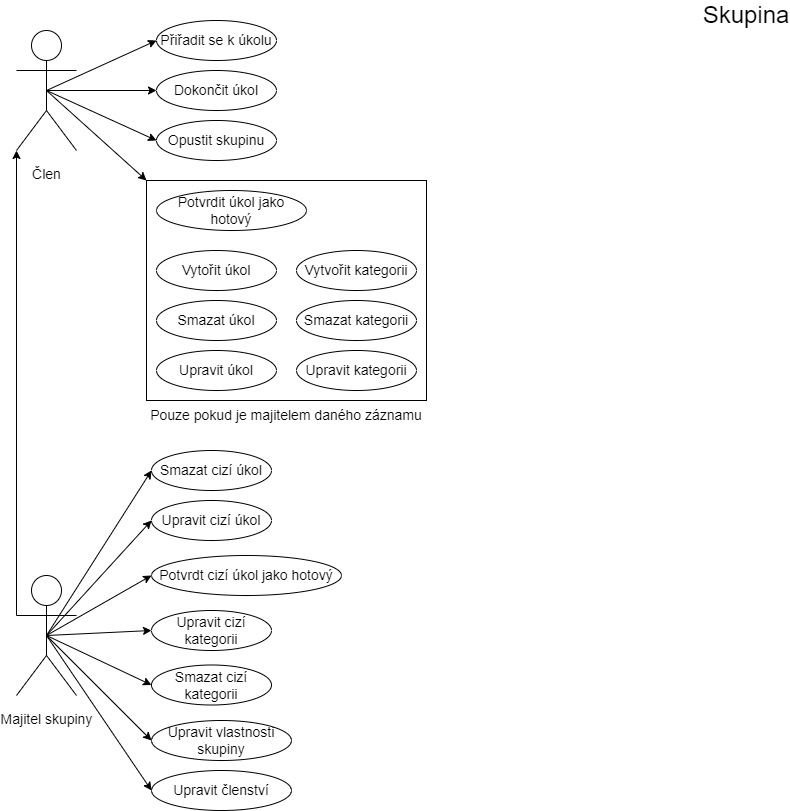 Skupina
Přiřadit se k úkolu
Dokončit úkol
Opustit skupinu
Člen
Potvrdit úkol jako
hotový
Vytořit úkol
Vytvořit kategorii
Smazat úkol
Smazat kategorii
Upravit úkol
Upravit kategorii
Pouze pokud je majitelem daného záznamu
Smazat cizí úkol
Upravit cizí úkol
Potvrdt cizí úkol jako hotový
Upravit cizí
kategorii
Smazat cizí
kategorii
Majitel skupiny
Upravit vlastnosti
skupiny
Upravit členství